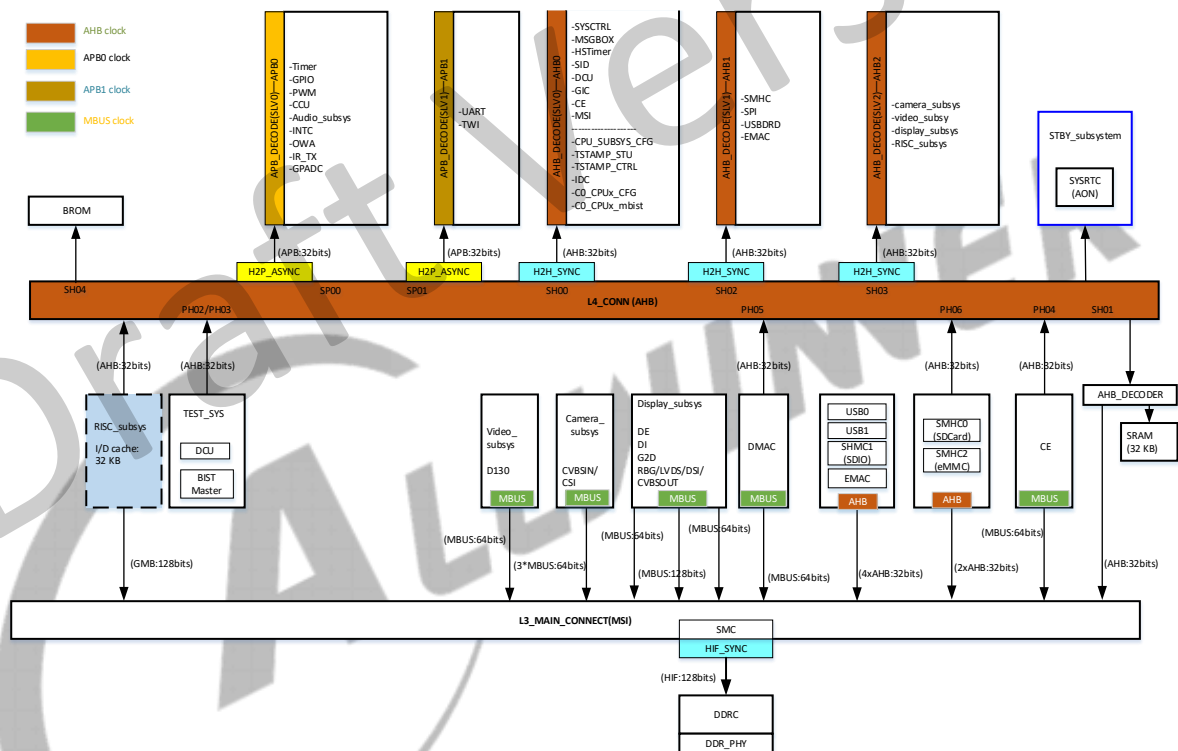 AHB clock
APB0 clock
APB1 clock
MBUS clock
APB_DECODE(SLV0)—APB0
-Timer
-GPIO
-PWM
-CCU
-Audio_subsys
-INTC
-OWA
-IR_TX
-GPADC
APB_DECODE(SLV1)—APB1
-UART
-TWI
AHB_DECODE(SLV0)—AHB0
-SYSCTRL
-MSGBOX
-HSTimer
-SID
-DCU
-GIC
-CE
-MSI
--------------------
-CPU_SUBSYS_CFG
-TSTAMP_STU
-TSTAMP_CTRL
-IDC
-C0_CPUx_CFG
-C0_CPUx_mbist
AHB_DECODE(SLV1)—AHB1
-SMHC
-SPI
-USBDRD
-EMAC
AHB_DECODE(SLV2)—AHB2
-camera_subsys
-video_subsy
-display_subsys
-RISC_subsys
STBY_subsystem
SYSRTC
(AON)
BROM
(APB:32bits)
(APB:32bits)
(AHB:32bits)
(AHB:32bits)
(AHB:32bits)
H2P_ASYNC
H2P_ASYNC
H2H_SYNC
H2H_SYNC
H2H_SYNC
SH04
SP00
SP01
SH00
SH02
SH03
L4_CONN (AHB)
PH02/PH03
PH05
PH06
PH04
SH01
(AHB:32bits)
(AHB:32bits)
(AHB:32bits)
(AHB:32bits)
(AHB:32bits)
RISC_subsys
I/D cache:
32 KB
TEST_SYS
DCU
BIST
Master
Video_
subsys
D130
MBUS
Camera_
subsys
CVBSIN/
CSI
MBUS
Display_subsys
DE
DI
G2D
RBG/LVDS/DSI/
CVBSOUT
MBUS
DMAC
MBUS
USB0
USB1
SHMC1
(SDIO)
EMAC
AHB
SMHC0
(SDCard)
SMHC2
(eMMC)
AHB
CE
MBUS
AHB_DECODER
SRAM
(32 KB)
(GMB:128bits)
(MBUS:64bits)
(3*MBUS:64bits)
(MBUS:64bits)
(MBUS:128bits)
(MBUS:64bits)
(MBUS:64bits)
(4xAHB:32bits)
(2xAHB:32bits)
(MBUS:64bits)
(AHB:32bits)
L3_MAIN_CONNECT(MSI)
SMC
HIF_SYNC
(HIF:128bits)
DDRC
DDR_PHY
Draft Vers
ALLWINNER